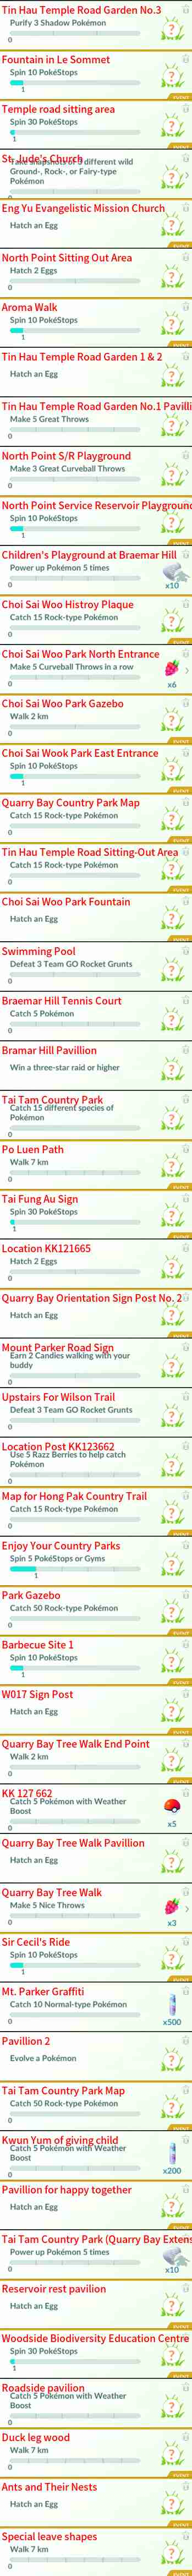 Tin Hau Temple Road Garden No.3
Purify 3 Shadow Pokémon
0
Fountain in Le Sommet
Spin 10 PokéStops
1
EVENT
Temple road sitting area
Spin 30 PokéStops
1
EVENT
St. Jude's Church
Take snapshots of 3 different wild
Ground-, Rock-, or Fairy-type
Pokémon
0
EVENT
Eng Yu Evangelistic Mission Church
Hatch an Egg
North Point Sitting Out Area
Hatch 2 Eggs
0
Aroma Walk
Spin 10 PokéStops
1
EVENT
Tin Hau Temple Road Garden 1 & 2
Hatch an Egg
Tin Hau Temple Road Garden No.1 Pavilli
Make 5 Great Throws
0
North Point S/R Playground
Make 3 Great Curveball Throws
0
North Point Service Reservoir Playground
Spin 10 PokéStops
1
EVENT
Children's Playground at Braemar Hill
Power up Pokémon 5 times
0
x10
Choi Sai Woo Histroy Plaque
Catch 15 Rock-type Pokémon
0
EVENT
Choi Sai Woo Park North Entrance
Make 5 Curveball Throws in a row
0
x6
Choi Sai Woo Park Gazebo
Walk 2 km
0
EVENT
Choi Sai Wook Park East Entrance
Spin 10 PokéStops
1
EVENT
Quarry Bay Country Park Map
Catch 15 Rock-type Pokémon
0
EVENT
Tin Hau Temple Road Sitting-Out Area
Catch 15 Rock-type Pokémon
0
EVENT
Choi Sai Woo Park Fountain
Hatch an Egg
Swimming Pool
Defeat 3 Team GO Rocket Grunts
0
Braemar Hill Tennis Court
Catch 5 Pokémon
0
Bramar Hill Pavillion
Win a three-star raid or higher
Tai Tam Country Park
Catch 15 different species of
Pokémon
0
Po Luen Path
Walk 7 km
0
EVENT
Tai Fung Au Sign
Spin 30 PokéStops
1
EVENT
Location KK121665
Hatch 2 Eggs
0
Quarry Bay Orientation Sign Post No. 2
Hatch an Egg
Mount Parker Road Sign
Earn 2 Candies walking with your
buddy
0
Upstairs For Wilson Trail
Defeat 3 Team GO Rocket Grunts
0
Location Post KK123662
Use 5 Razz Berries to help catch
Pokémon
0
Map for Hong Pak Country Trail
Catch 15 Rock-type Pokémon
0
EVENT
Enjoy Your Country Parks
Spin 5 PokéStops or Gyms
1
Park Gazebo
Catch 50 Rock-type Pokémon
0
EVENT
Barbecue Site 1
Spin 10 PokéStops
1
EVENT
W017 Sign Post
Hatch an Egg
Quarry Bay Tree Walk End Point
Walk 2 km
0
EVENT
KK 127 662
Catch 5 Pokémon with Weather
Boost
0
x5
Quarry Bay Tree Walk Pavillion
Hatch an Egg
Quarry Bay Tree Walk
Make 5 Nice Throws
0
x3
Sir Cecil's Ride
Spin 10 PokéStops
1
EVENT
Mt. Parker Graffiti
Catch 10 Normal-type Pokémon
0
x500
Pavillion 2
Evolve a Pokémon
Tai Tam Country Park Map
Catch 50 Rock-type Pokémon
0
EVENT
Kwun Yum of giving child
Catch 5 Pokémon with Weather
Boost
0
x200
Pavillion for happy together
Hatch an Egg
Tai Tam Country Park (Quarry Bay Extens
Power up Pokémon 5 times
0
x10
Reservoir rest pavilion
Hatch an Egg
Woodside Biodiversity Education Centre
Spin 30 PokéStops
1
EVENT
Roadside pavilion
Catch 5 Pokémon with Weather
Boost
0
Duck leg wood
Walk 7 km
0
EVENT
Ants and Their Nests
Hatch an Egg
Special leave shapes
Walk 7 km
0
EVENT